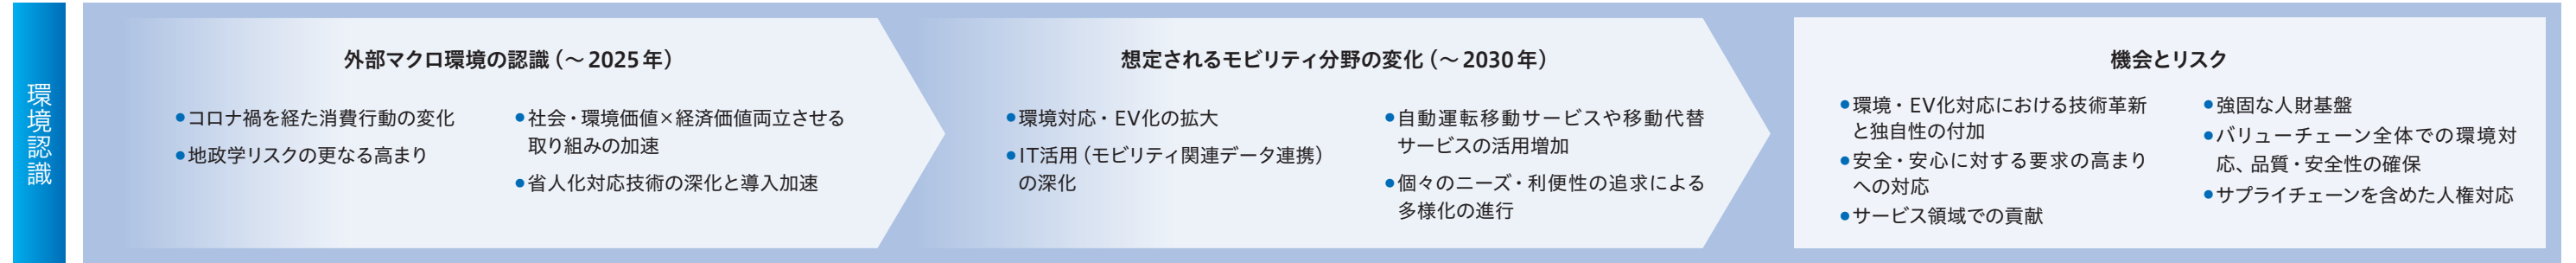 環境認識
外部マクロ環境の認識（～2025年）
●コロナ禍を経た消費行動の変化
●地政学リスクの更なる高まり
●社会・環境価値×経済価値両立させる
取り組みの加速
●省人化対応技術の深化と導入加速
想定されるモビリティ分野の変化（～2030年）
●環境対応・EV化の拡大
●IT活用（モビリティ関連データ連携）
の深化
●自動運転移動サービスや移動代替
サービスの活用増加
●個々のニーズ・利便性の追求による
多様化の進行
機会とリスク
●環境・EV化対応における技術革新
と独自性の付加
●安全・安心に対する要求の高まり
への対応
●サービス領域での貢献
●強固な人財基盤
●バリューチェーン全体での環境対
応、品質・安全性の確保
●サプライチェーンを含めた人権対応